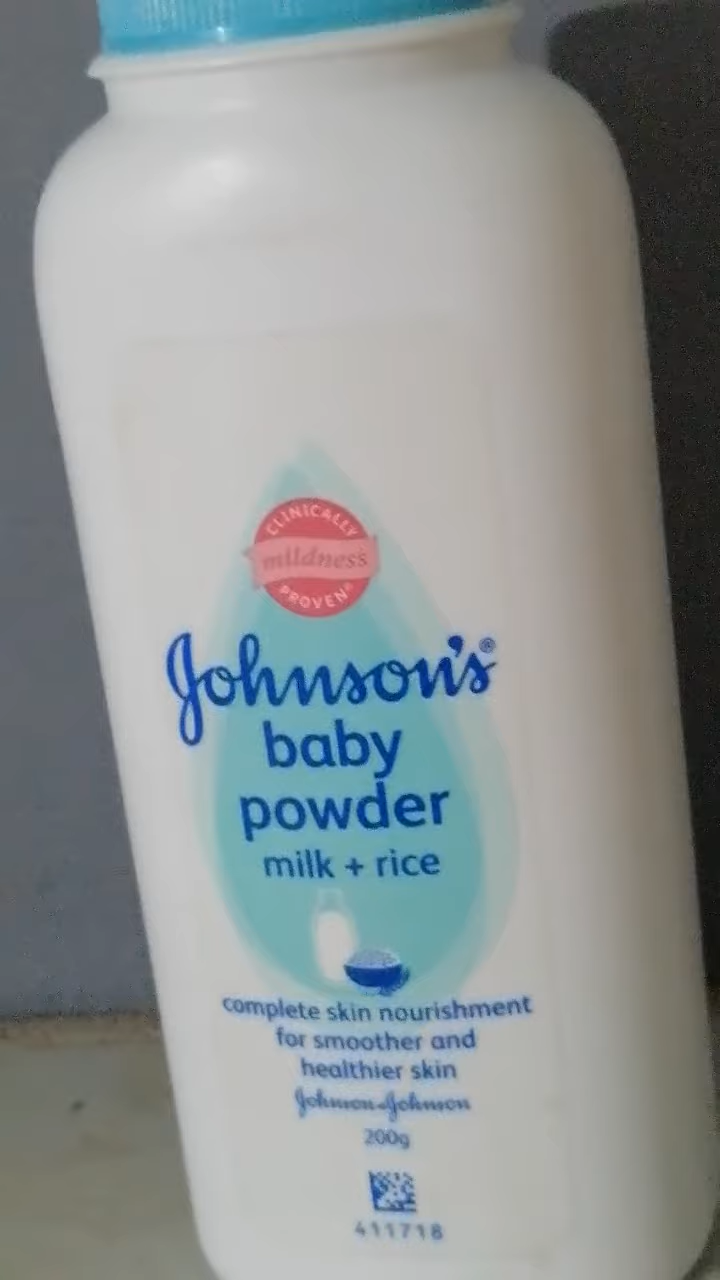 CLINICALLY
mildness
PROVEN®
Johnson's®
baby
powder
milk + rice
complete skin nourishment
for smoother and
healthier skin
Johnson & Johnson
200g
411718